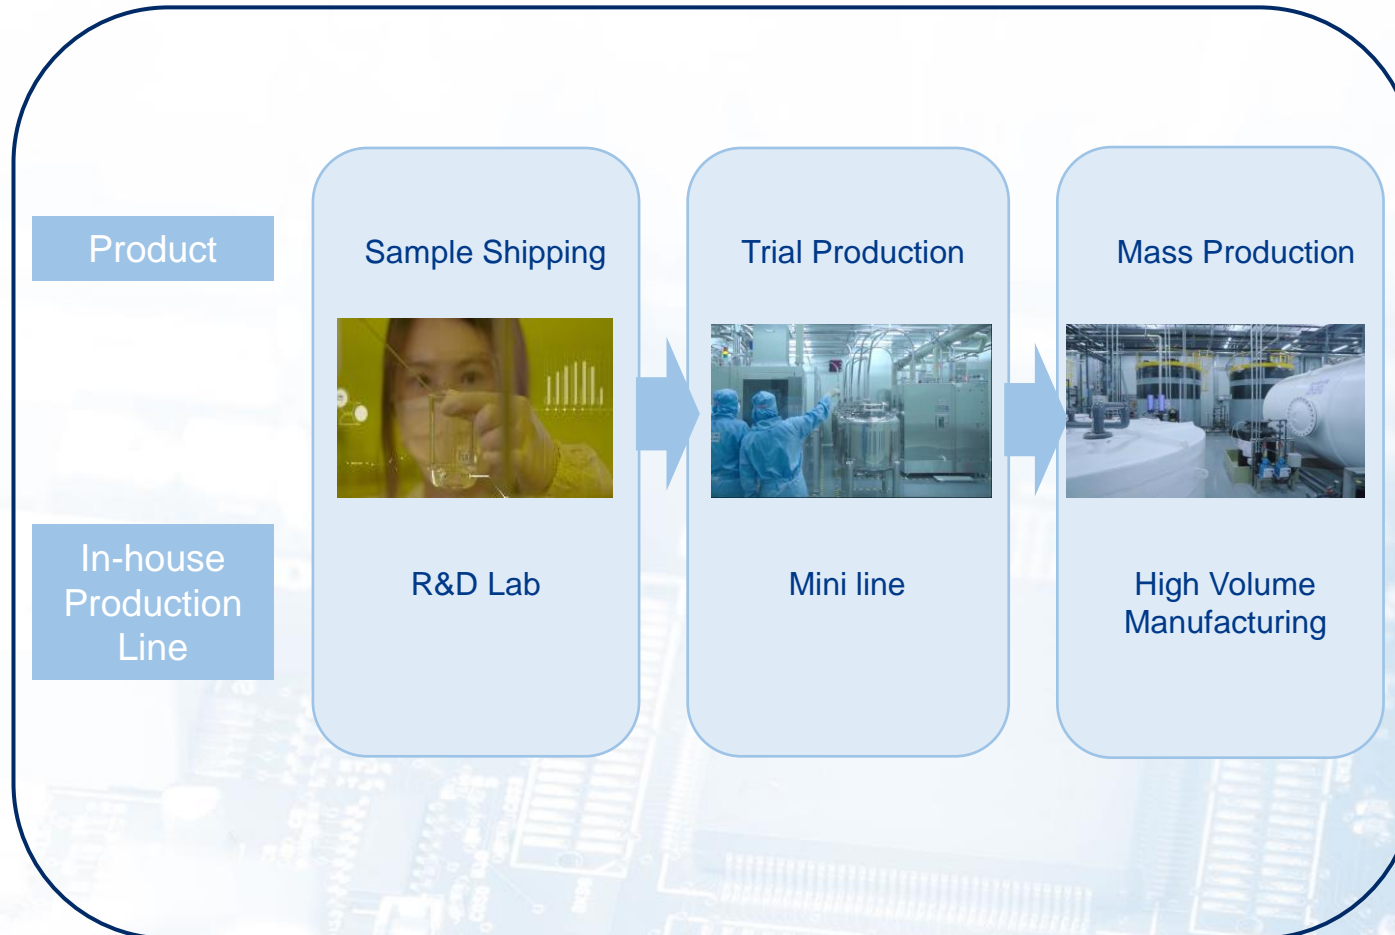 Product
Sample Shipping
Trial Production
Mass Production
In-house
Production
Line
R&D Lab
Mini line
High Volume
Manufacturing